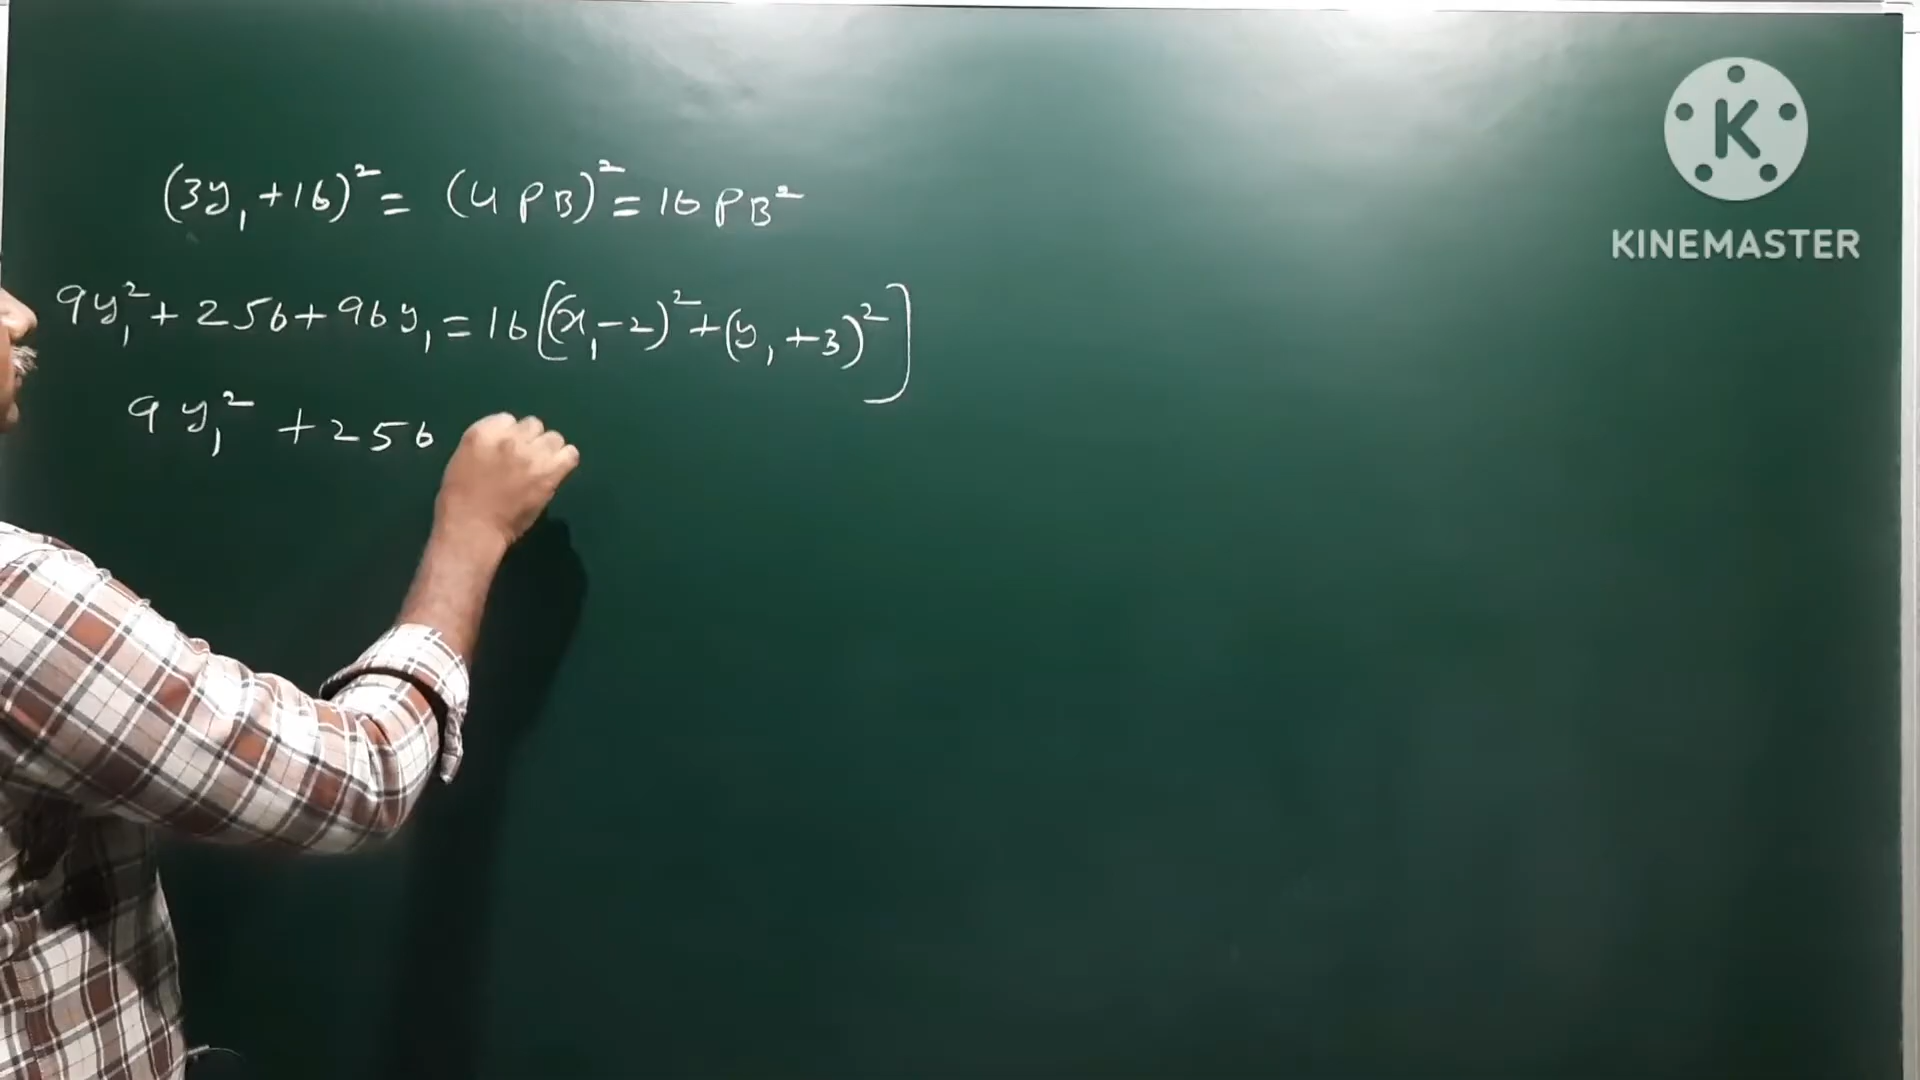 (3y₁+16)² = (4PB)² = 16PB²
9y₁²+256+96y₁ = 16[(x₁-2)²+(y₁+3)²]
9y₁² +256
K
KINEMASTER